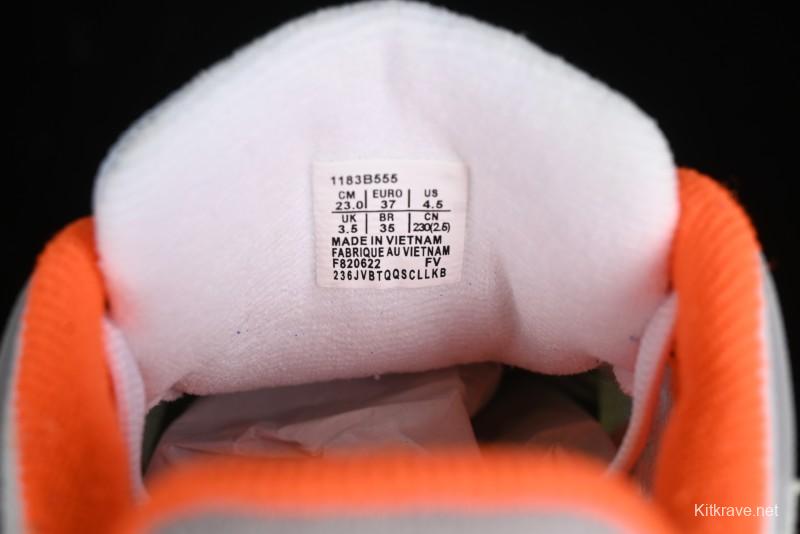 1183B555
CM EURO US
23.0 37 4.5
UK BR CN
3.5 35 230(2.5)
MADE IN VIETNAM
FABRIQUE AU VIETNAM
F820622 FV
236JVBTQQSCLLKB
Kitkrave.net